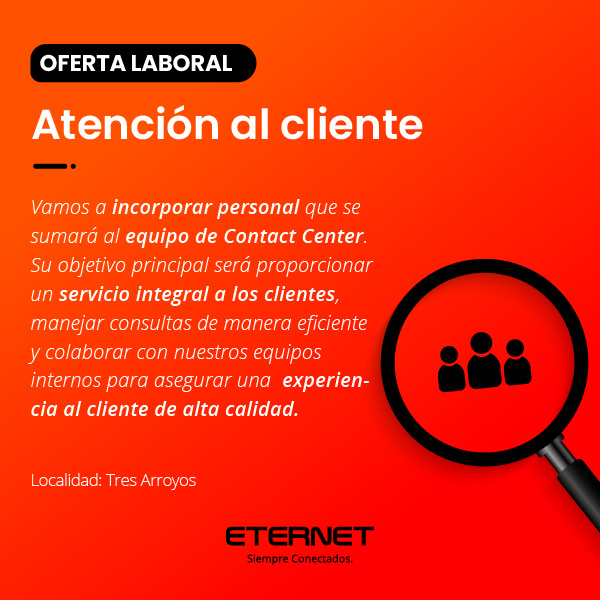 OFERTA LABORAL
Atención al cliente
Vamos a incorporar personal que se
sumará al equipo de Contact Center.
Su objetivo principal será proporcionar
un servicio integral a los clientes,
manejar consultas de manera eficiente
y colaborar con nuestros equipos
internos para asegurar una experien-
cia al cliente de alta calidad.
Localidad: Tres Arroyos
ETERNET
Siempre Conectados.